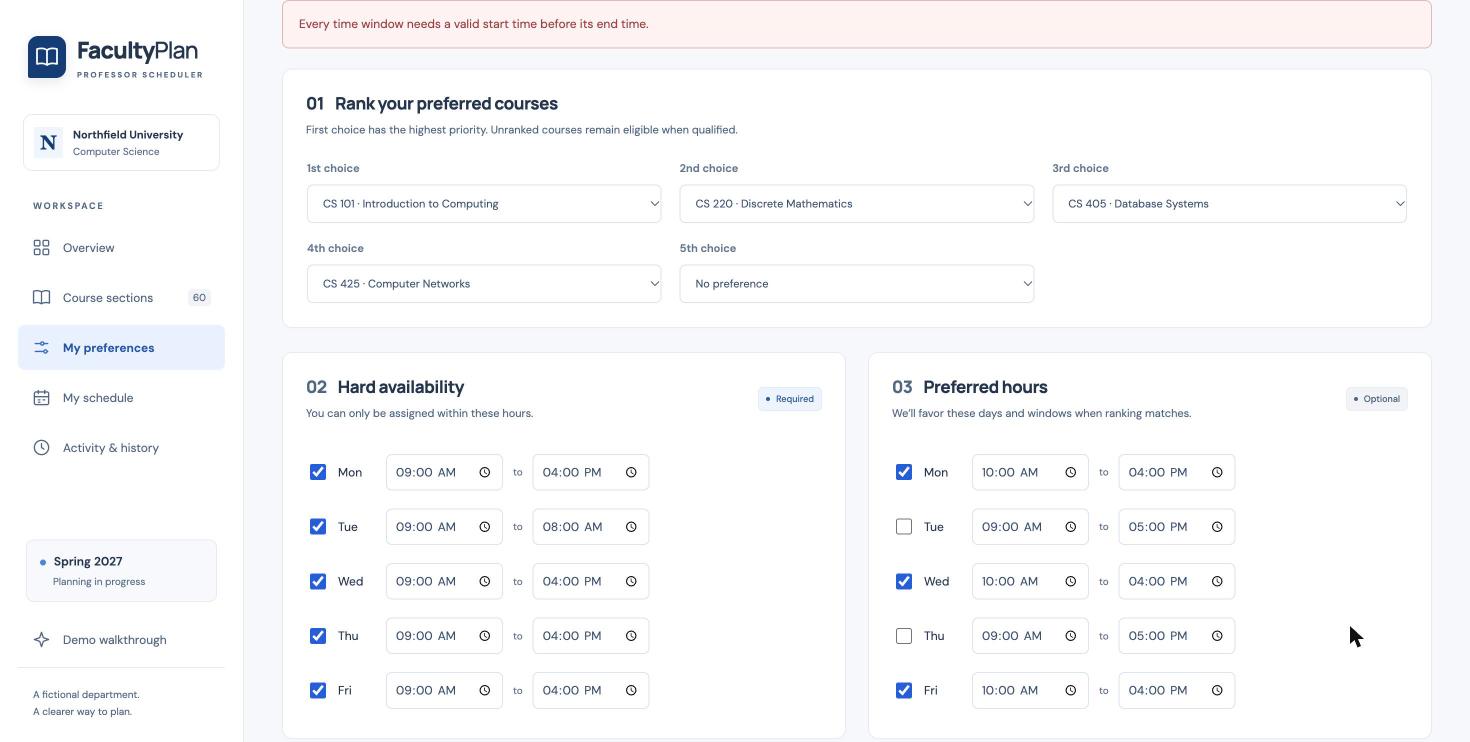 FacultyPlan
PROFESSOR SCHEDULER
N
Northfield University
Computer Science
WORKSPACE
Overview
Course sections 60
My preferences
My schedule
Activity & history
Spring 2027
Planning in progress
Demo walkthrough
A fictional department.
A clearer way to plan.
Every time window needs a valid start time before its end time.
01 Rank your preferred courses
First choice has the highest priority. Unranked courses remain eligible when qualified.
1st choice 2nd choice 3rd choice
CS 101 · Introduction to Computing CS 220 · Discrete Mathematics CS 405 · Database Systems
4th choice 5th choice
CS 425 · Computer Networks No preference
02 Hard availability
Required
You can only be assigned within these hours.
Mon 09:00 AM to 04:00 PM
Tue 09:00 AM to 08:00 AM
Wed 09:00 AM to 04:00 PM
Thu 09:00 AM to 04:00 PM
Fri 09:00 AM to 04:00 PM
03 Preferred hours
Optional
We'll favor these days and windows when ranking matches.
Mon 10:00 AM to 04:00 PM
Tue 09:00 AM to 05:00 PM
Wed 10:00 AM to 04:00 PM
Thu 09:00 AM to 05:00 PM
Fri 10:00 AM to 04:00 PM